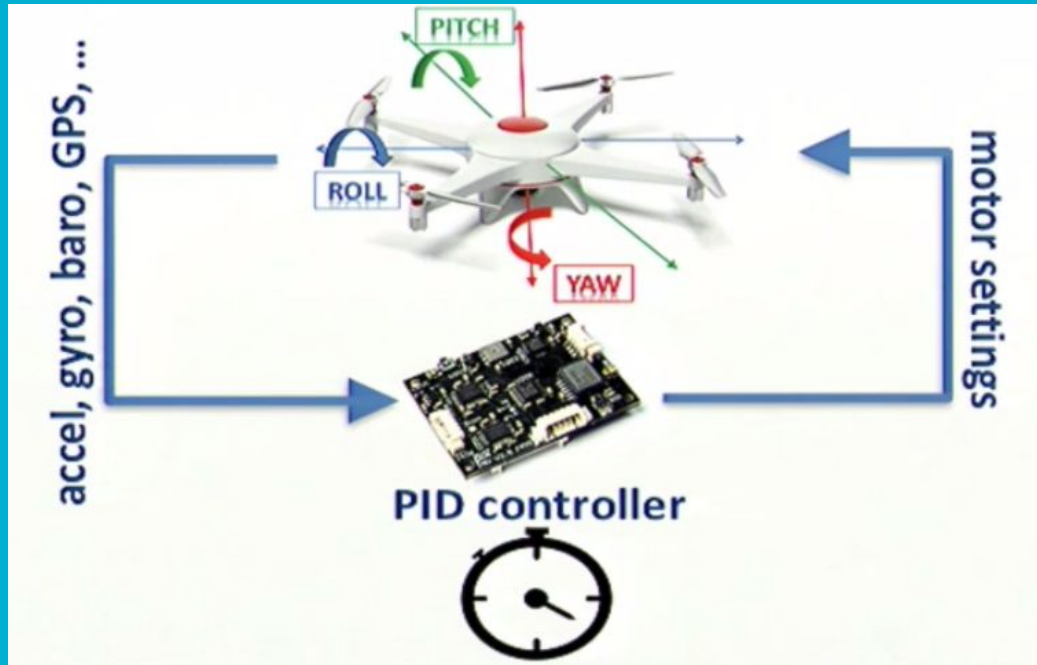 PITCH
ROLL
YAW
accel, gyro, baro, GPS, ...
motor settings
PID controller